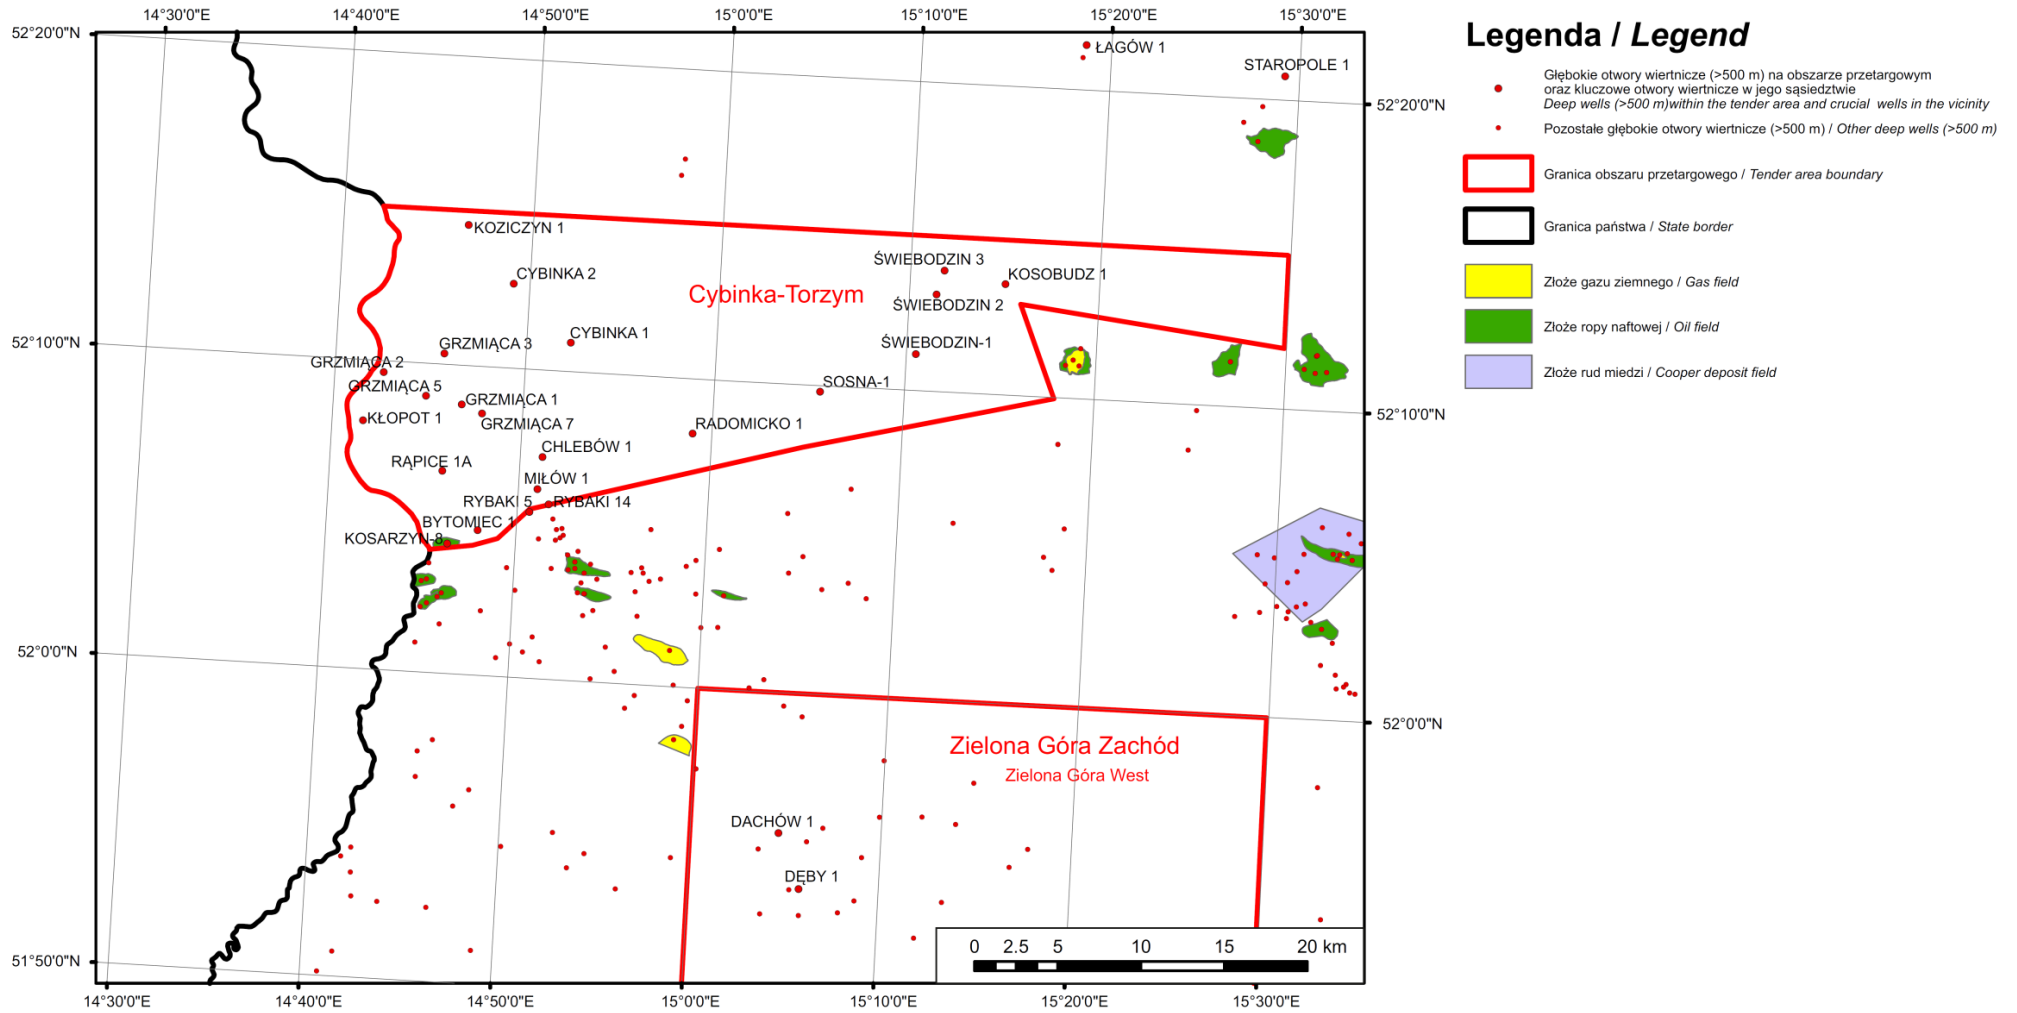 14°30'0"E 14°40'0"E 14°50'0"E 15°0'0"E 15°10'0"E 15°20'0"E 15°30'0"E
52°20'0"N
ŁAGÓW 1
STAROPOLE 1
52°20'0"N
KOZICZYN 1
ŚWIEBODZIN 3
CYBINKA 2
KOSOBUDZ 1
Cybinka-Torzym
ŚWIEBODZIN 2
CYBINKA 1
52°10'0"N
GRZMIĄCA 3
ŚWIEBODZIN-1
GRZMIĄCA 2
GRZMIĄCA 5
SOSNA-1
GRZMIĄCA 1
52°10'0"N
KŁOPOT 1
GRZMIĄCA 7
RADOMICKO 1
CHLEBÓW 1
RĄPICE 1A
MIŁÓW 1
RYBAKI 5
RYBAKI 14
BYTOMIEC 1
KOSARZYN-8
52°0'0"N
52°0'0"N
Zielona Góra Zachód
Zielona Góra West
DACHÓW 1
DĘBY 1
0 2.5 5 10 15 20 km
51°50'0"N
14°30'0"E 14°40'0"E 14°50'0"E 15°0'0"E 15°10'0"E 15°20'0"E 15°30'0"E
Legenda / Legend
Głębokie otwory wiertnicze (>500 m) na obszarze przetargowym
oraz kluczowe otwory wiertnicze w jego sąsiedztwie
Deep wells (>500 m)within the tender area and crucial wells in the vicinity
Pozostałe głębokie otwory wiertnicze (>500 m) / Other deep wells (>500 m)
Granica obszaru przetargowego / Tender area boundary
Granica państwa / State border
Złoże gazu ziemnego / Gas field
Złoże ropy naftowej / Oil field
Złoże rud miedzi / Cooper deposit field